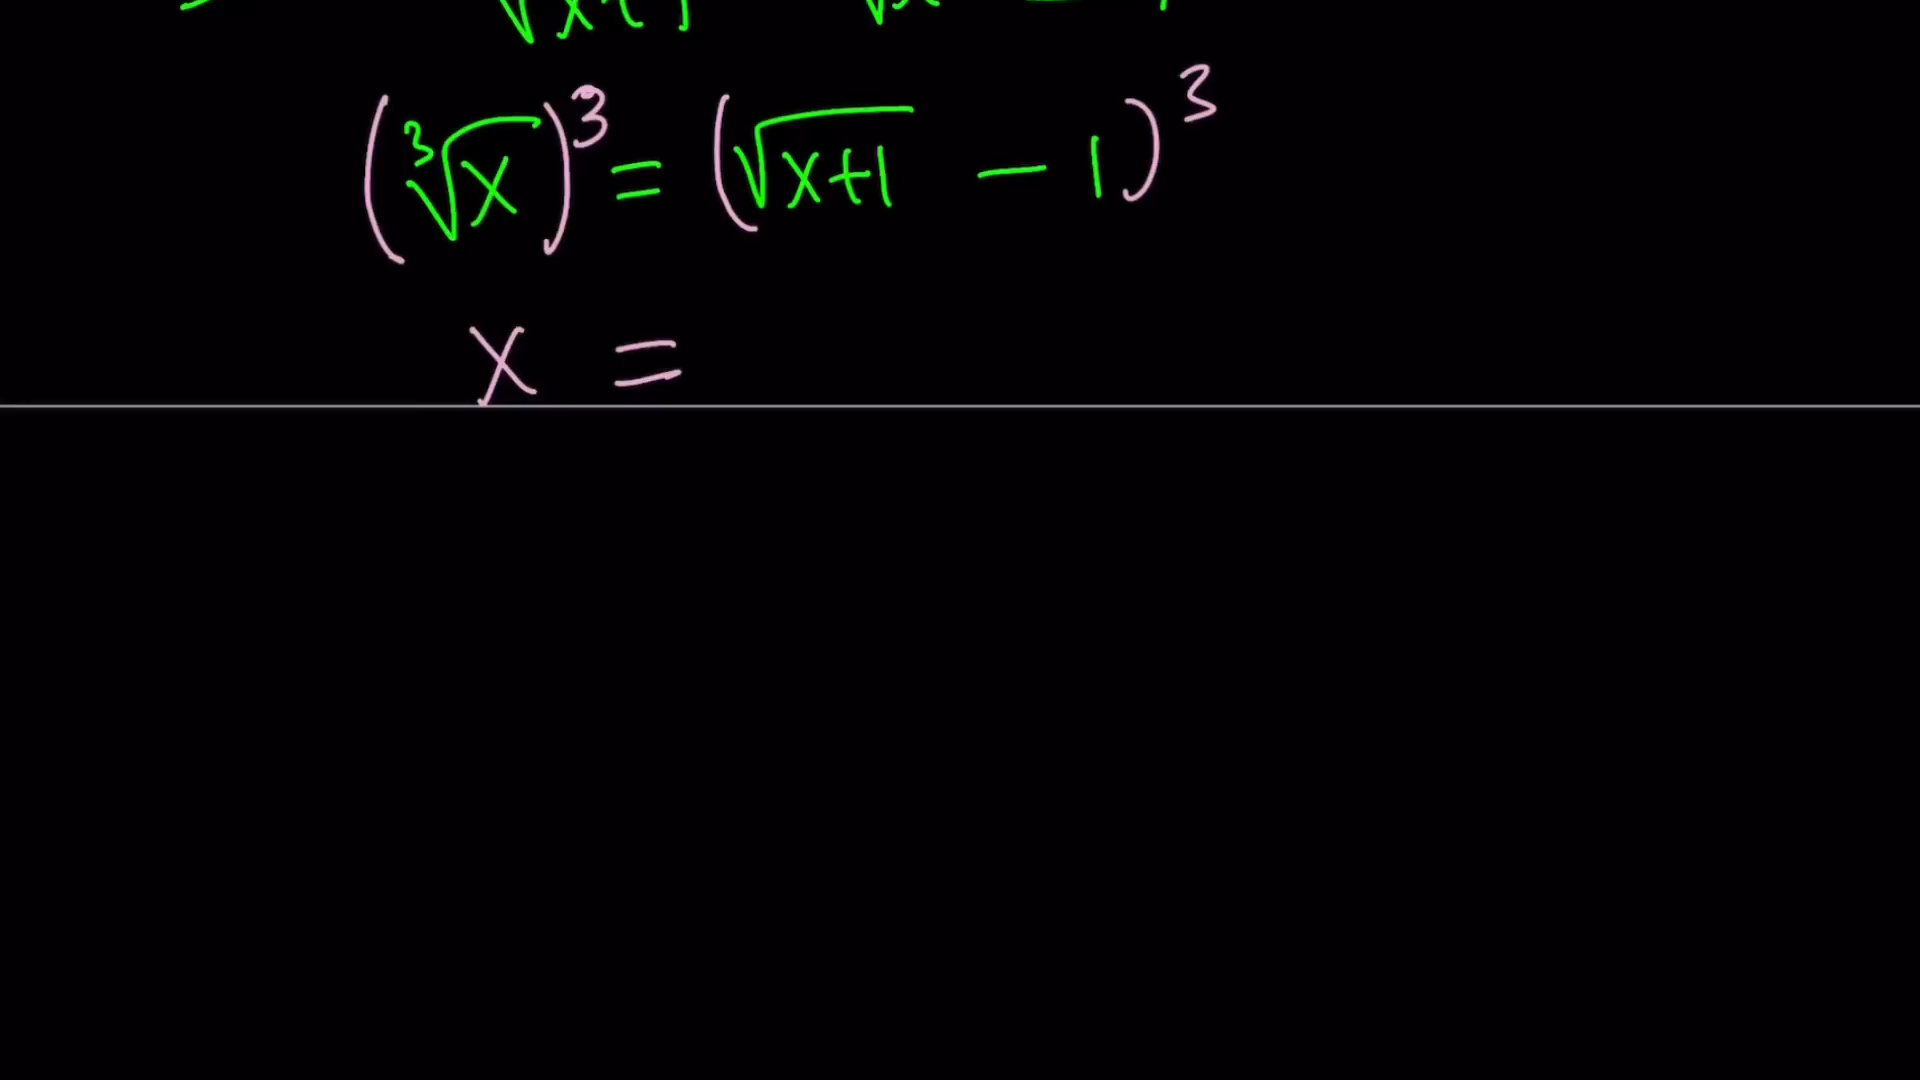 (∛x)³ = (√x+1 − 1)³
x =